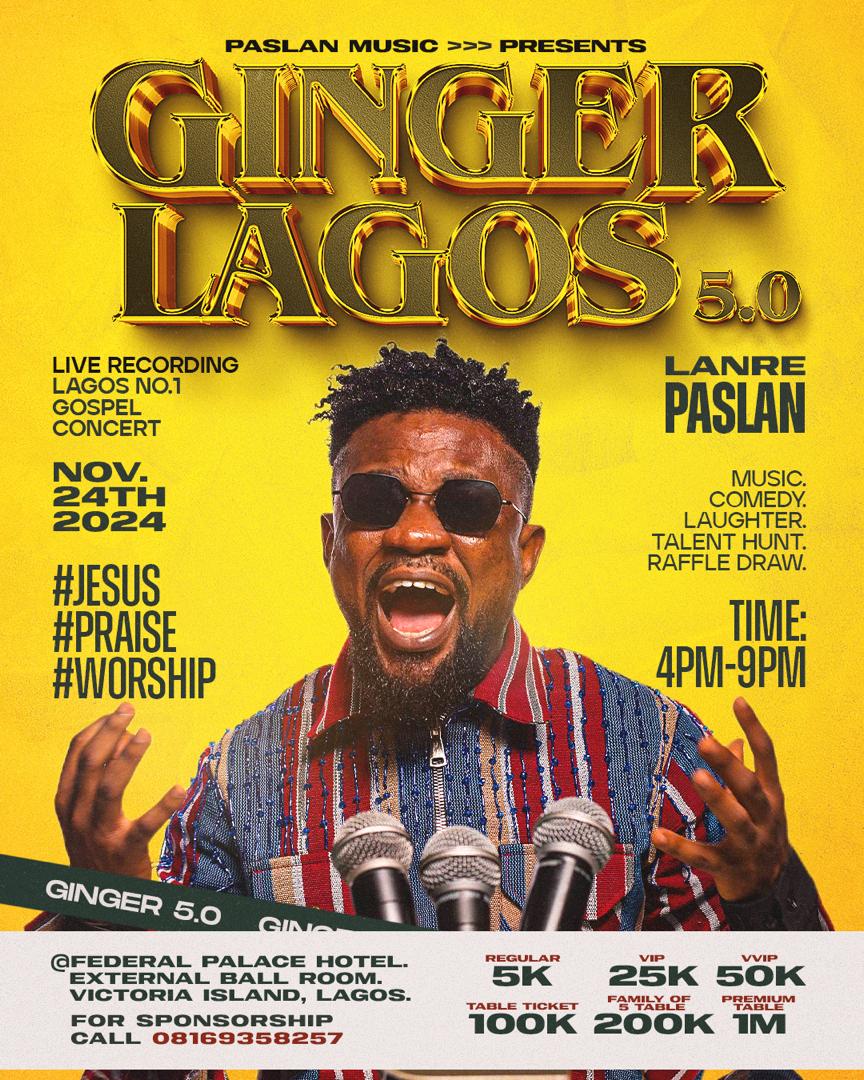 PASLAN MUSIC >>> PRESENTS
GINGER
LAGOS
5.0
LIVE RECORDING
LAGOS NO.1
GOSPEL
CONCERT
NOV.
24TH
2024
#JESUS
#PRAISE
#WORSHIP
LANRE
PASLAN
MUSIC.
COMEDY.
LAUGHTER.
TALENT HUNT.
RAFFLE DRAW.
TIME:
4PM-9PM
GINGER 5.0 GINGE
@FEDERAL PALACE HOTEL.
EXTERNAL BALL ROOM.
VICTORIA ISLAND, LAGOS.
FOR SPONSORSHIP
CALL 08169358257
REGULAR
5K
VIP
25K
VVIP
50K
TABLE TICKET
100K
FAMILY OF
5 TABLE
200K
PREMIUM
TABLE
1M